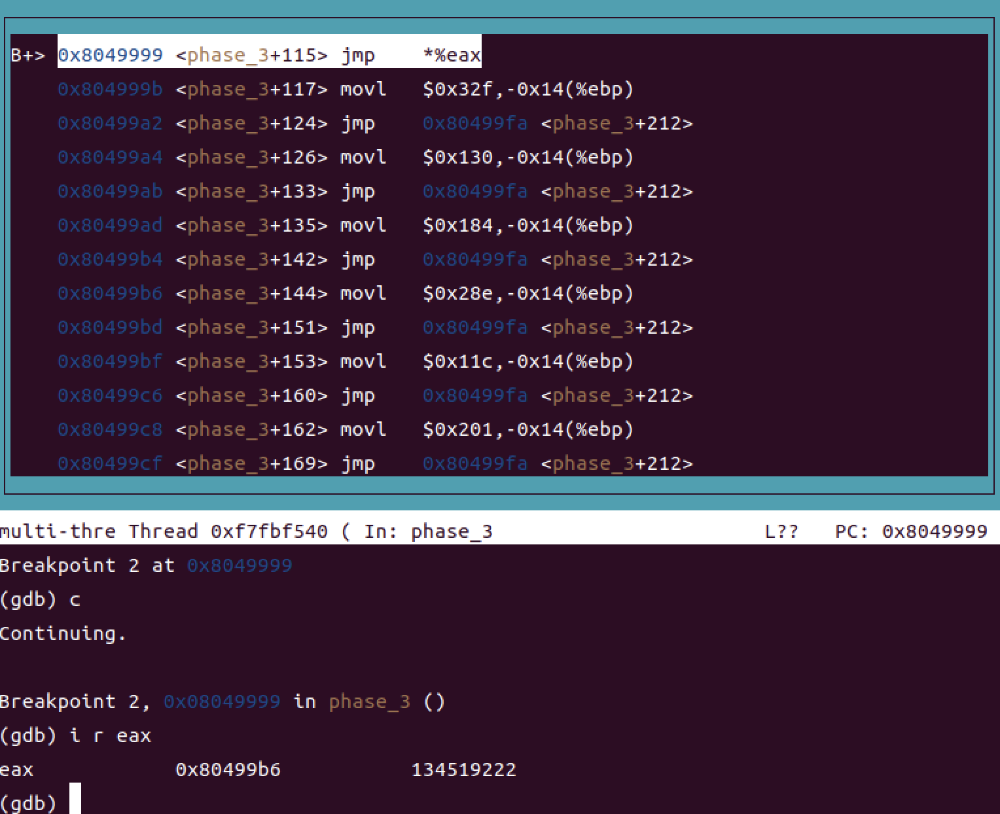 B+> 0x8049999 <phase_3+115> jmp    *%eax
0x804999b <phase_3+117> movl   $0x32f,-0x14(%ebp)
0x80499a2 <phase_3+124> jmp    0x80499fa <phase_3+212>
0x80499a4 <phase_3+126> movl   $0x130,-0x14(%ebp)
0x80499ab <phase_3+133> jmp    0x80499fa <phase_3+212>
0x80499ad <phase_3+135> movl   $0x184,-0x14(%ebp)
0x80499b4 <phase_3+142> jmp    0x80499fa <phase_3+212>
0x80499b6 <phase_3+144> movl   $0x28e,-0x14(%ebp)
0x80499bd <phase_3+151> jmp    0x80499fa <phase_3+212>
0x80499bf <phase_3+153> movl   $0x11c,-0x14(%ebp)
0x80499c6 <phase_3+160> jmp    0x80499fa <phase_3+212>
0x80499c8 <phase_3+162> movl   $0x201,-0x14(%ebp)
0x80499cf <phase_3+169> jmp    0x80499fa <phase_3+212>
multi-thre Thread 0xf7fbf540 ( In: phase_3    L??   PC: 0x8049999
Breakpoint 2 at 0x8049999
(gdb) c
Continuing.
Breakpoint 2, 0x08049999 in phase_3 ()
(gdb) i r eax
eax            0x80499b6           134519222
(gdb)